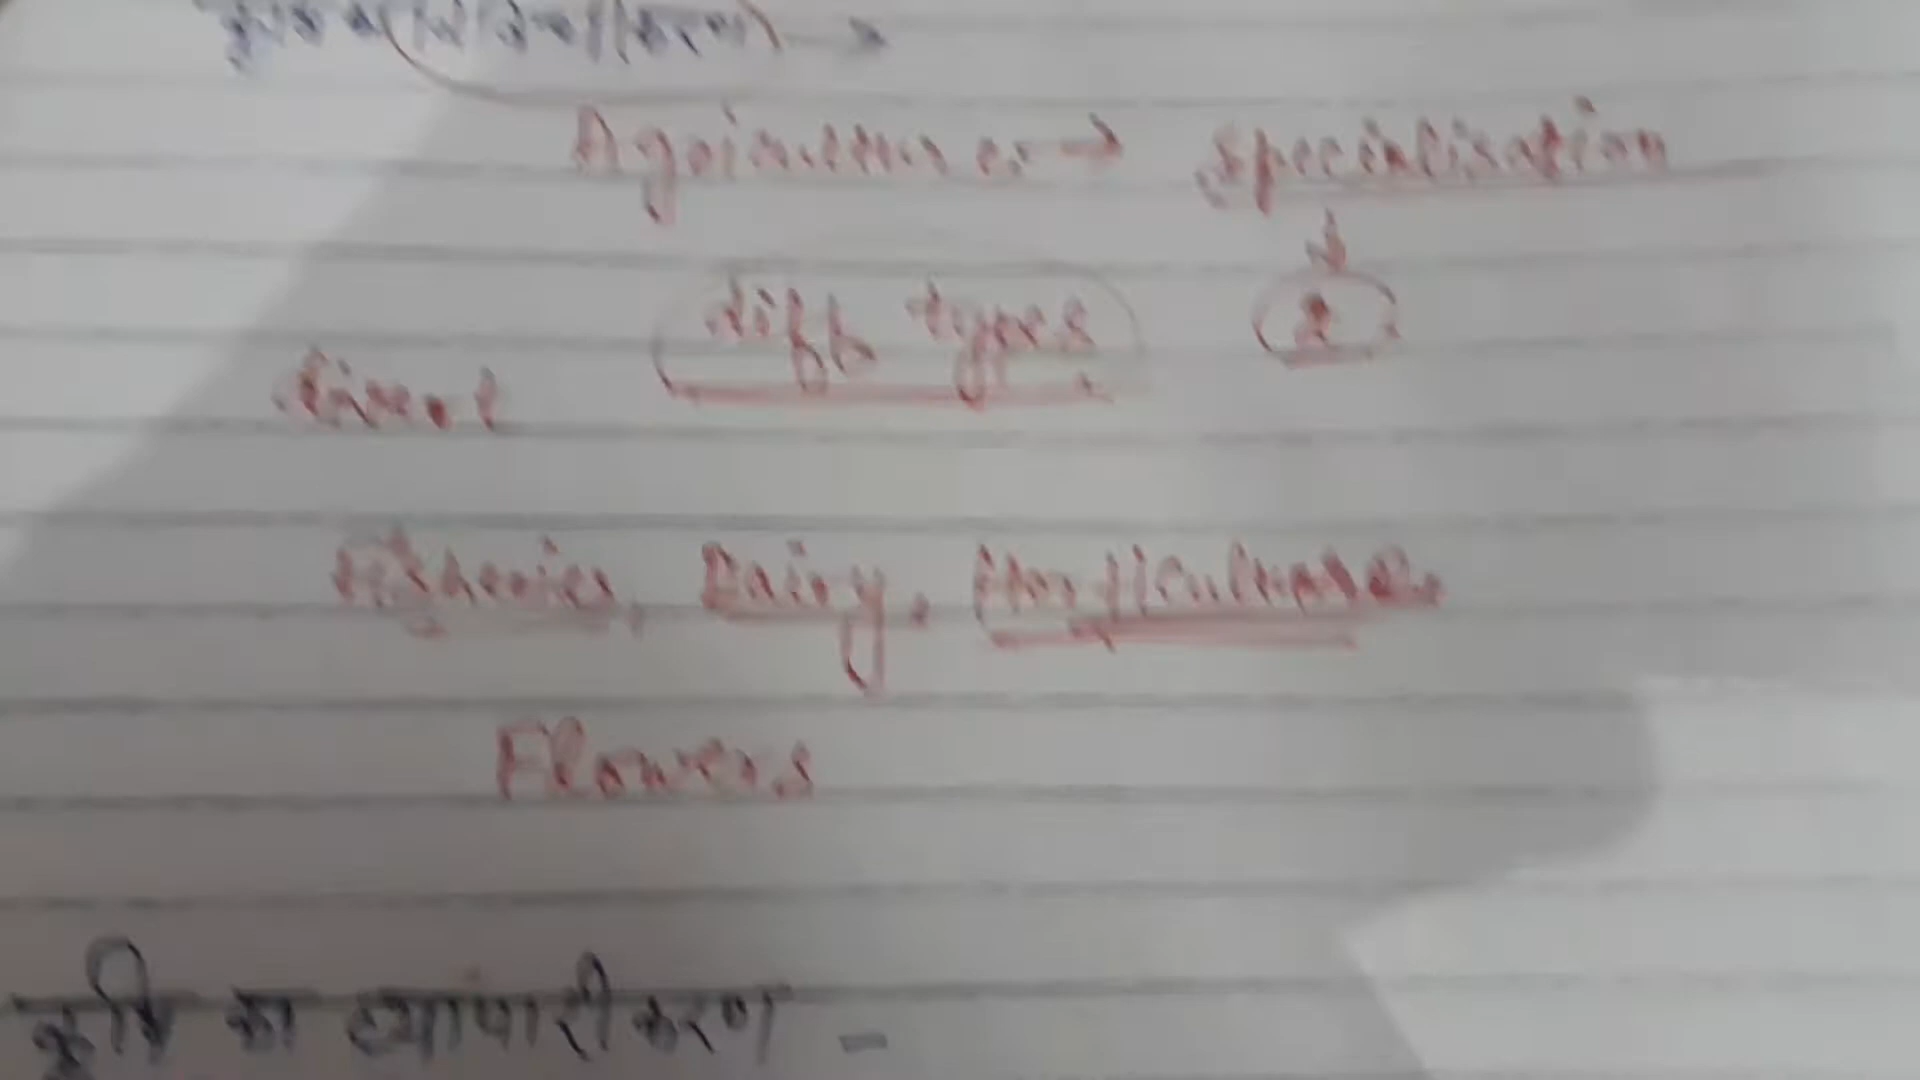 Agriculture → specialisation
↓
diff types
Fisheries, Dairy, Horticulture
Flowers
कृषि का व्यापारीकरण -